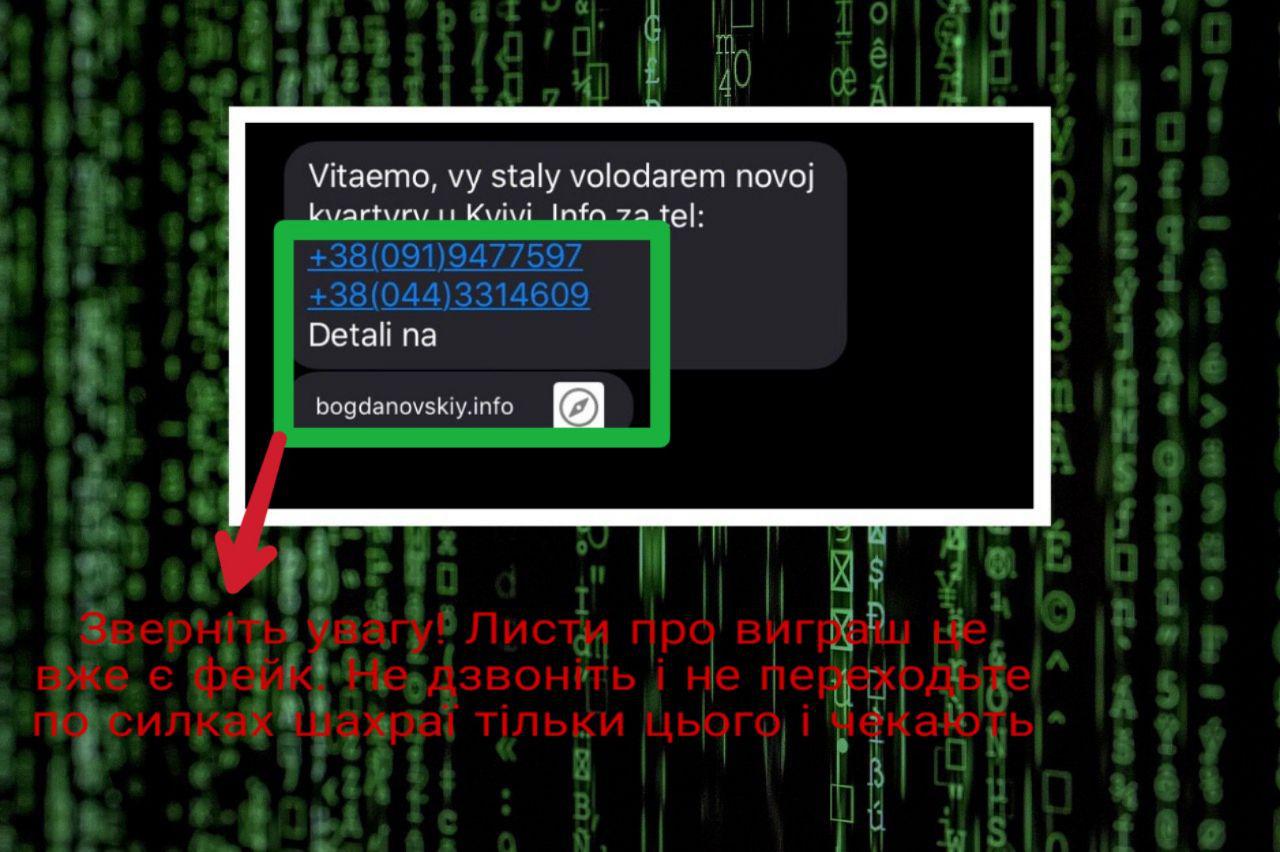 Vitaemo, vy staly volodarem novoj
kvartyry u Kyivi. Info za tel:
+38(091)9477597
+38(044)3314609
Detali na
bogdanovskiy.info
Зверніть увагу! Листи про виграш це
вже є фейк. Не дзвоніть і не переходьте
по силках шахраї тільки цього і чекають